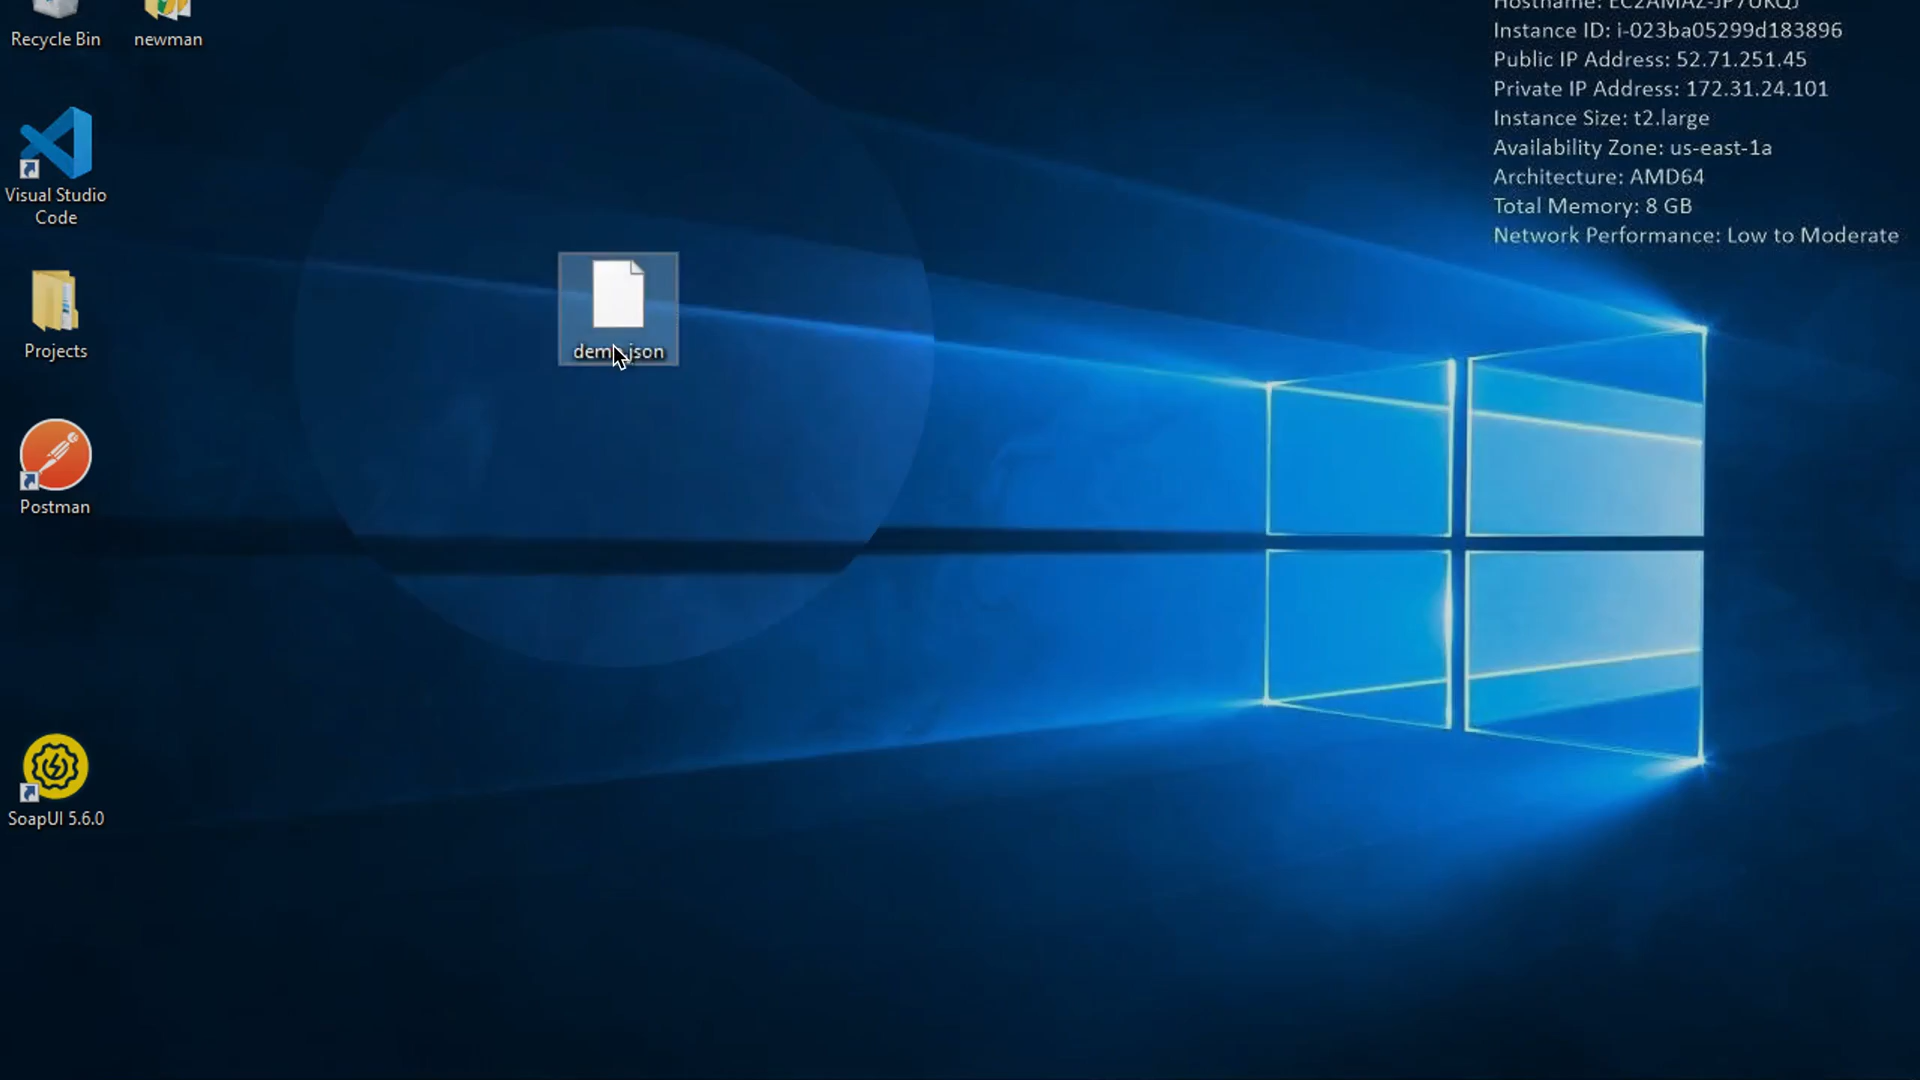 Recycle Bin
newman
Instance ID: i-023ba05299d183896
Public IP Address: 52.71.251.45
Private IP Address: 172.31.24.101
Instance Size: t2.large
Availability Zone: us-east-1a
Architecture: AMD64
Total Memory: 8 GB
Network Performance: Low to Moderate
Visual Studio
Code
Projects
Postman
SoapUI 5.6.0